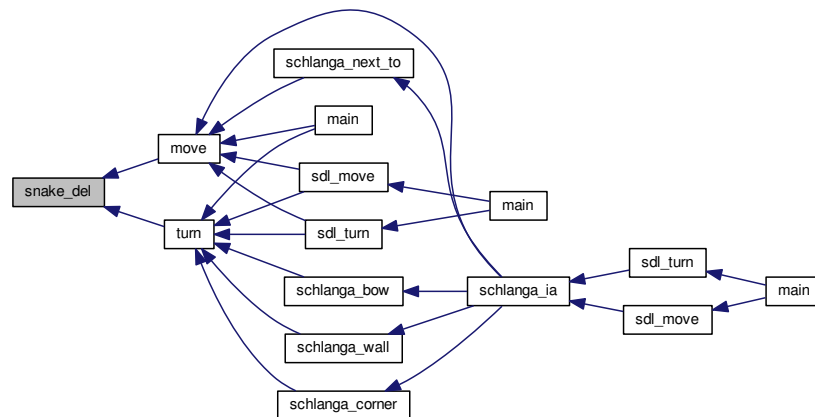 schlanga_next_to
main
move
sdl_move
snake_del
main
turn
sdl_turn
sdl_turn
schlanga_bow
schlanga_ia
main
sdl_move
schlanga_wall
schlanga_corner